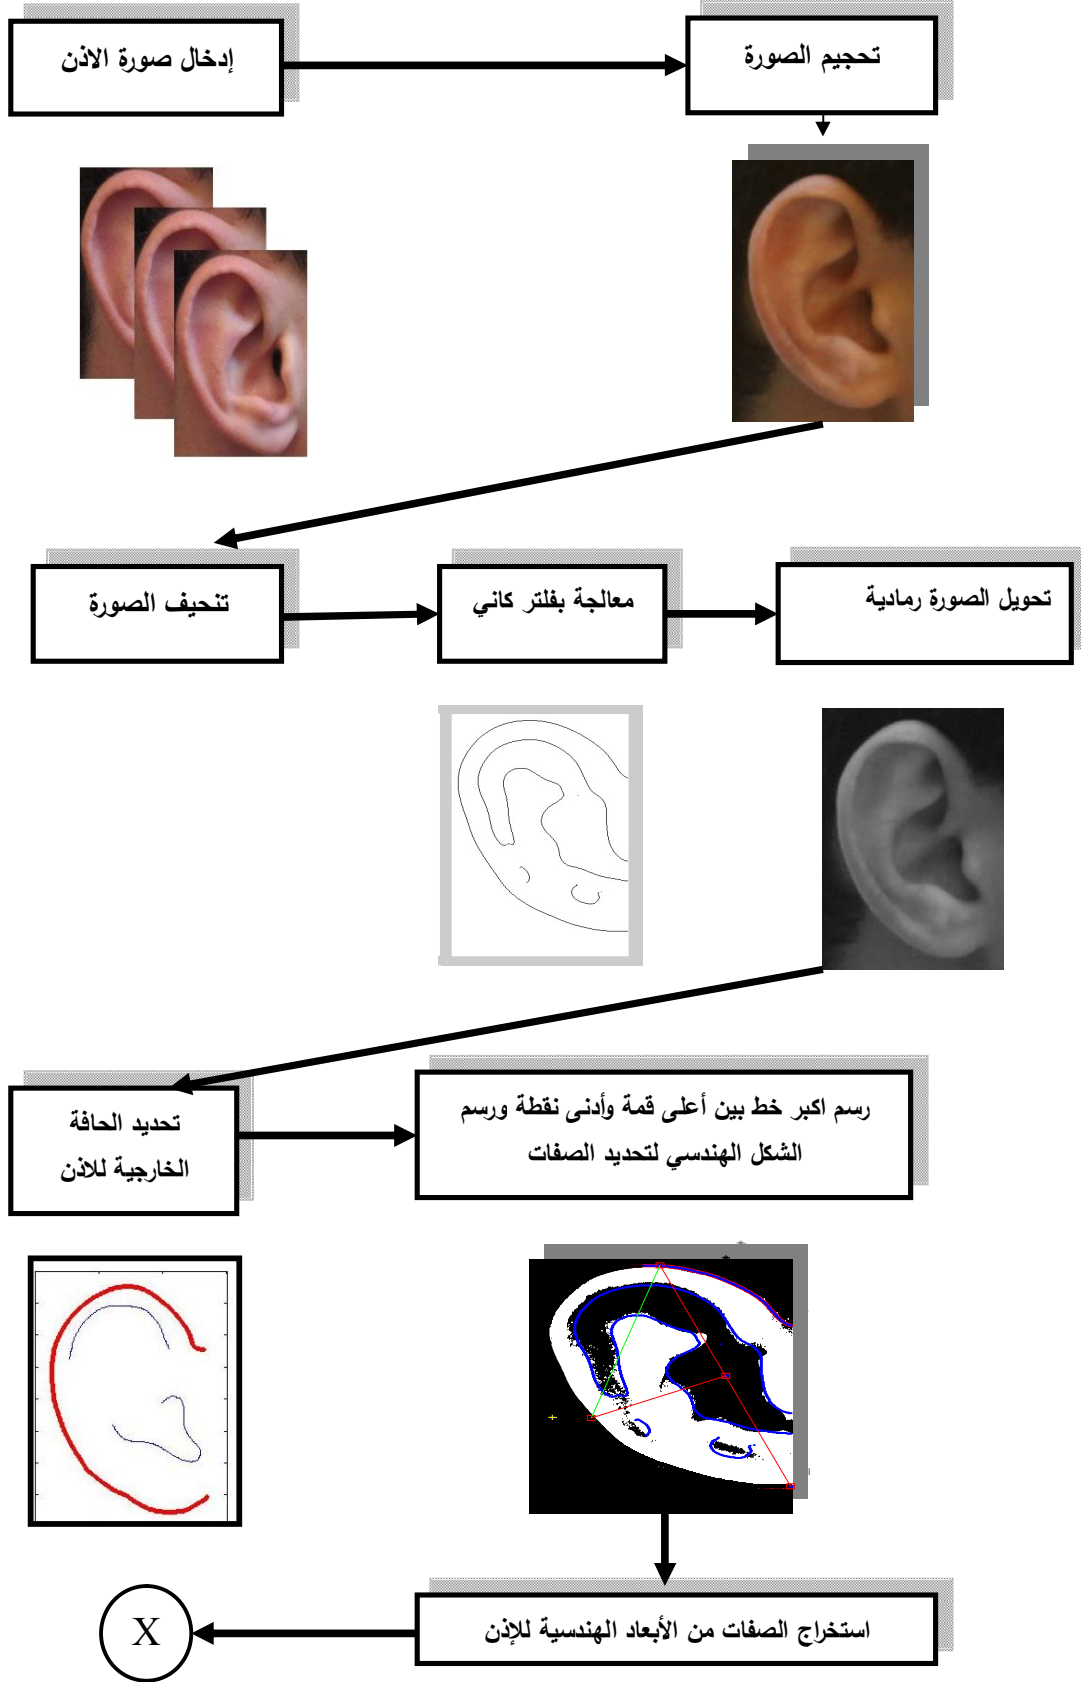 إدخال صورة الاذن
تحجيم الصورة
تنحيف الصورة
معالجة بفلتر كاني
تحويل الصورة رمادية
تحديد الحافة
الخارجية للاذن
رسم اكبر خط بين أعلى قمة وأدنى نقطة ورسم
الشكل الهندسي لتحديد الصفات
استخراج الصفات من الأبعاد الهندسية للإذن
X